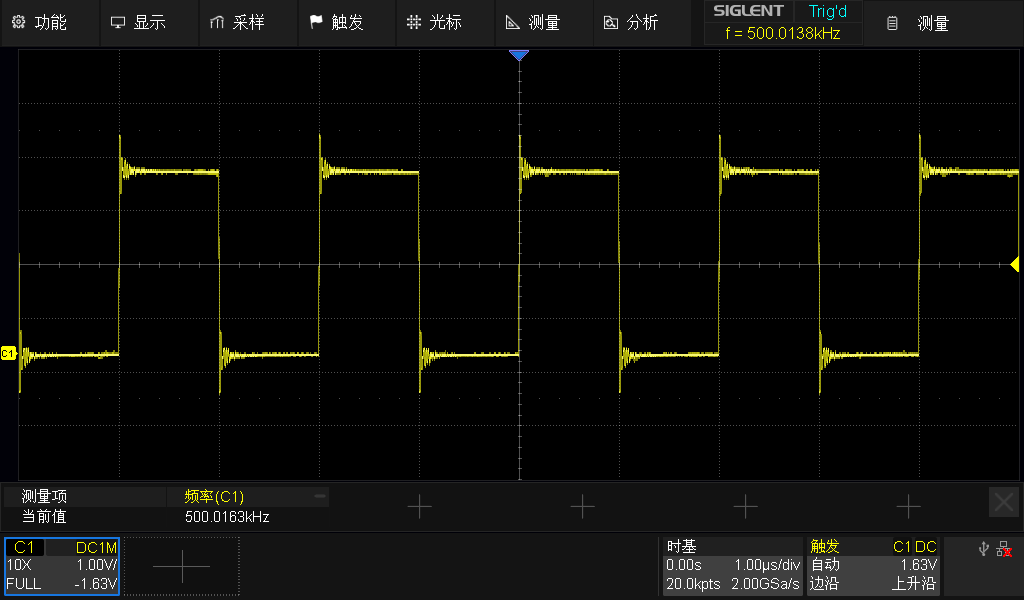 功能 显示 采样 触发 光标 测量 分析 SIGLENT Trig'd 测量
f = 500.0138kHz
C1
测量项 频率(C1)
当前值 500.0163kHz
C1 DC1M 时基 触发 C1 DC
10X 1.00V/ 0.00s 1.00µs/div 自动 1.63V
FULL -1.63V 20.0kpts 2.00GSa/s 边沿 上升沿